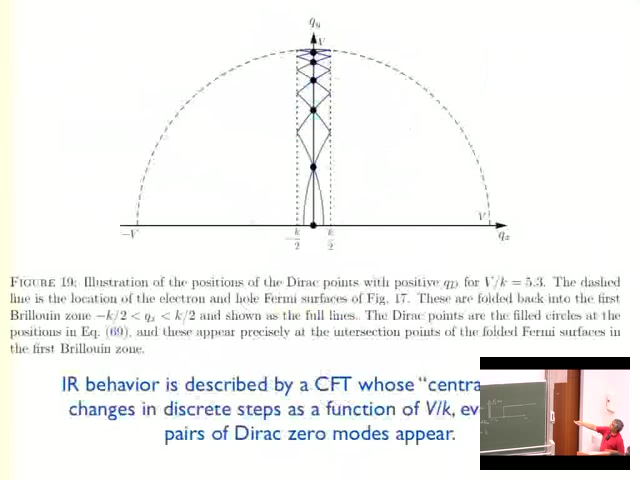 q_y
V
−V
−k/2
k/2
V
q_x
FIGURE 19: Illustration of the positions of the Dirac points with positive q_D for V/k = 5.3. The dashed
line is the location of the electron and hole Fermi surfaces of Fig. 17. These are folded back into the first
Brillouin zone −k/2 < q_x < k/2 and shown as the full lines. The Dirac points are the filled circles at the
positions in Eq. (69), and these appear precisely at the intersection points of the folded Fermi surfaces in
the first Brillouin zone.
IR behavior is described by a CFT whose "centra
changes in discrete steps as a function of V/k, ev
pairs of Dirac zero modes appear.